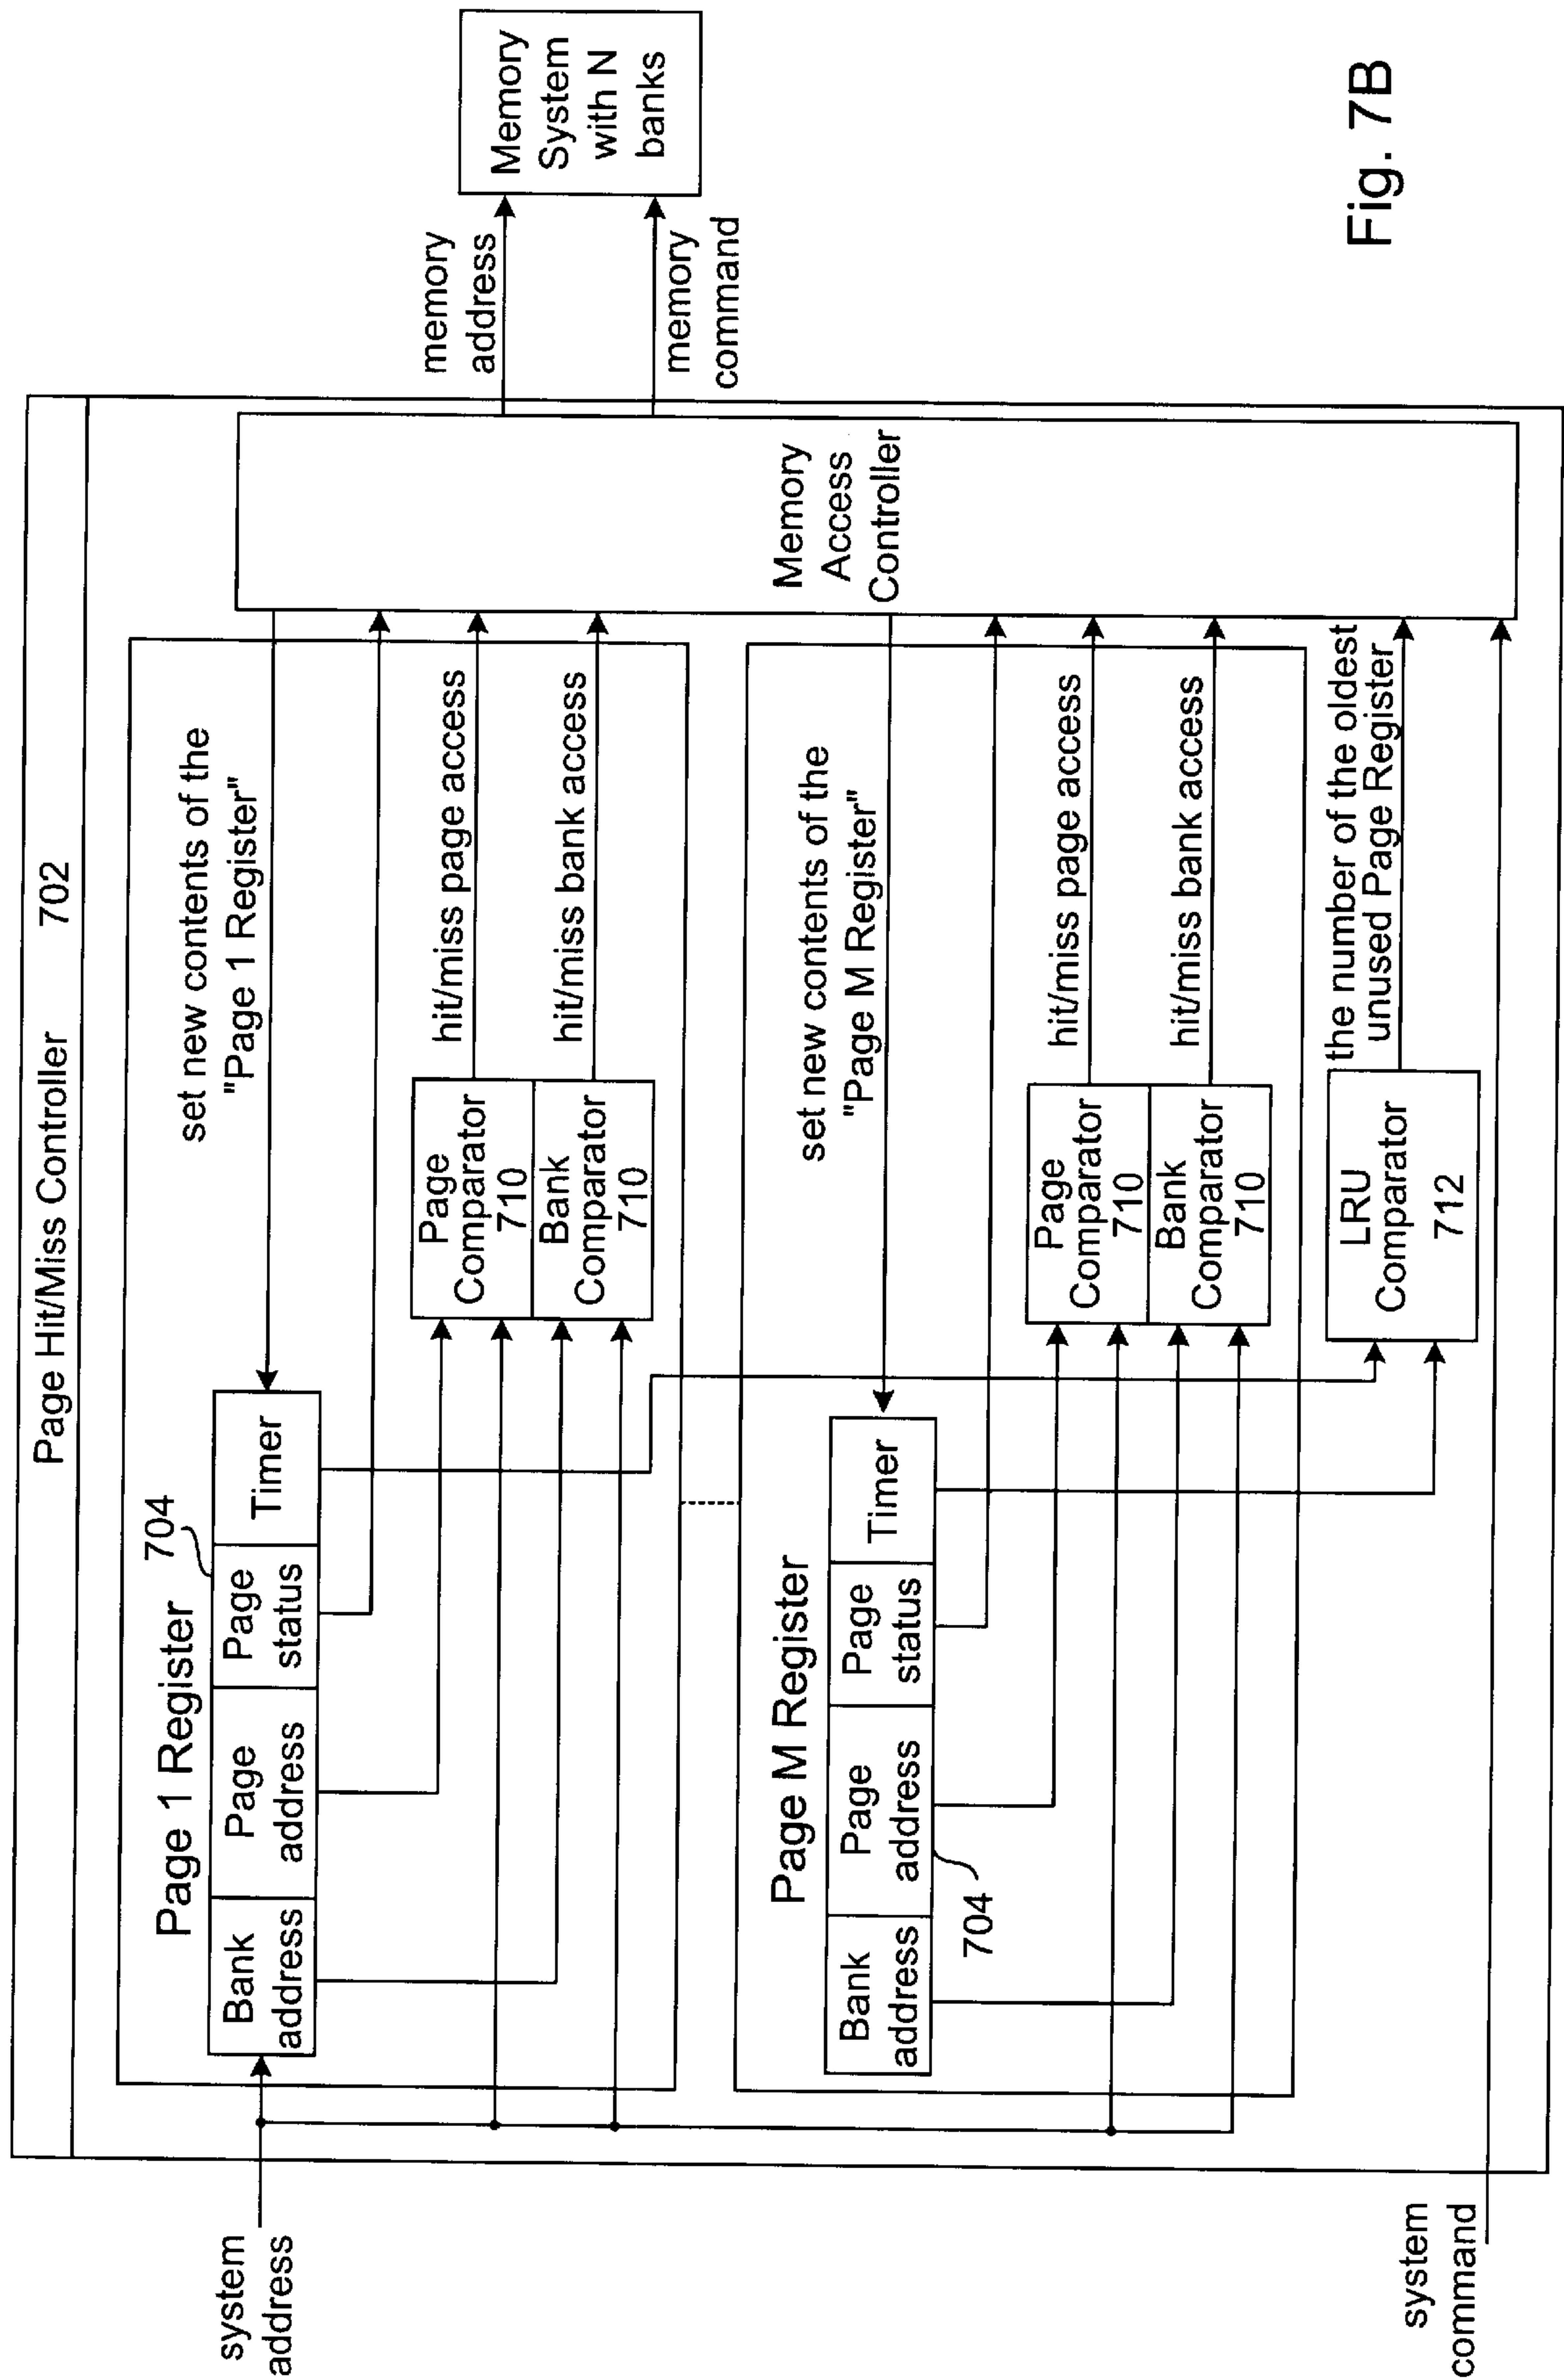 Page Hit/Miss Controller 702
system
address
Page 1 Register
704
Bank
address
Page
address
Page
status
Timer
set new contents of the
"Page 1 Register"
Page
Comparator
710
Bank
Comparator
710
hit/miss page access
hit/miss bank access
Page M Register
Bank
address
Page
address
Page
status
Timer
704
set new contents of the
"Page M Register"
Page
Comparator
710
Bank
Comparator
710
hit/miss page access
hit/miss bank access
LRU
Comparator
712
the number of the oldest
unused Page Register
system
command
Memory
Access
Controller
memory
address
memory
command
Memory
System
with N
banks
Fig. 7B